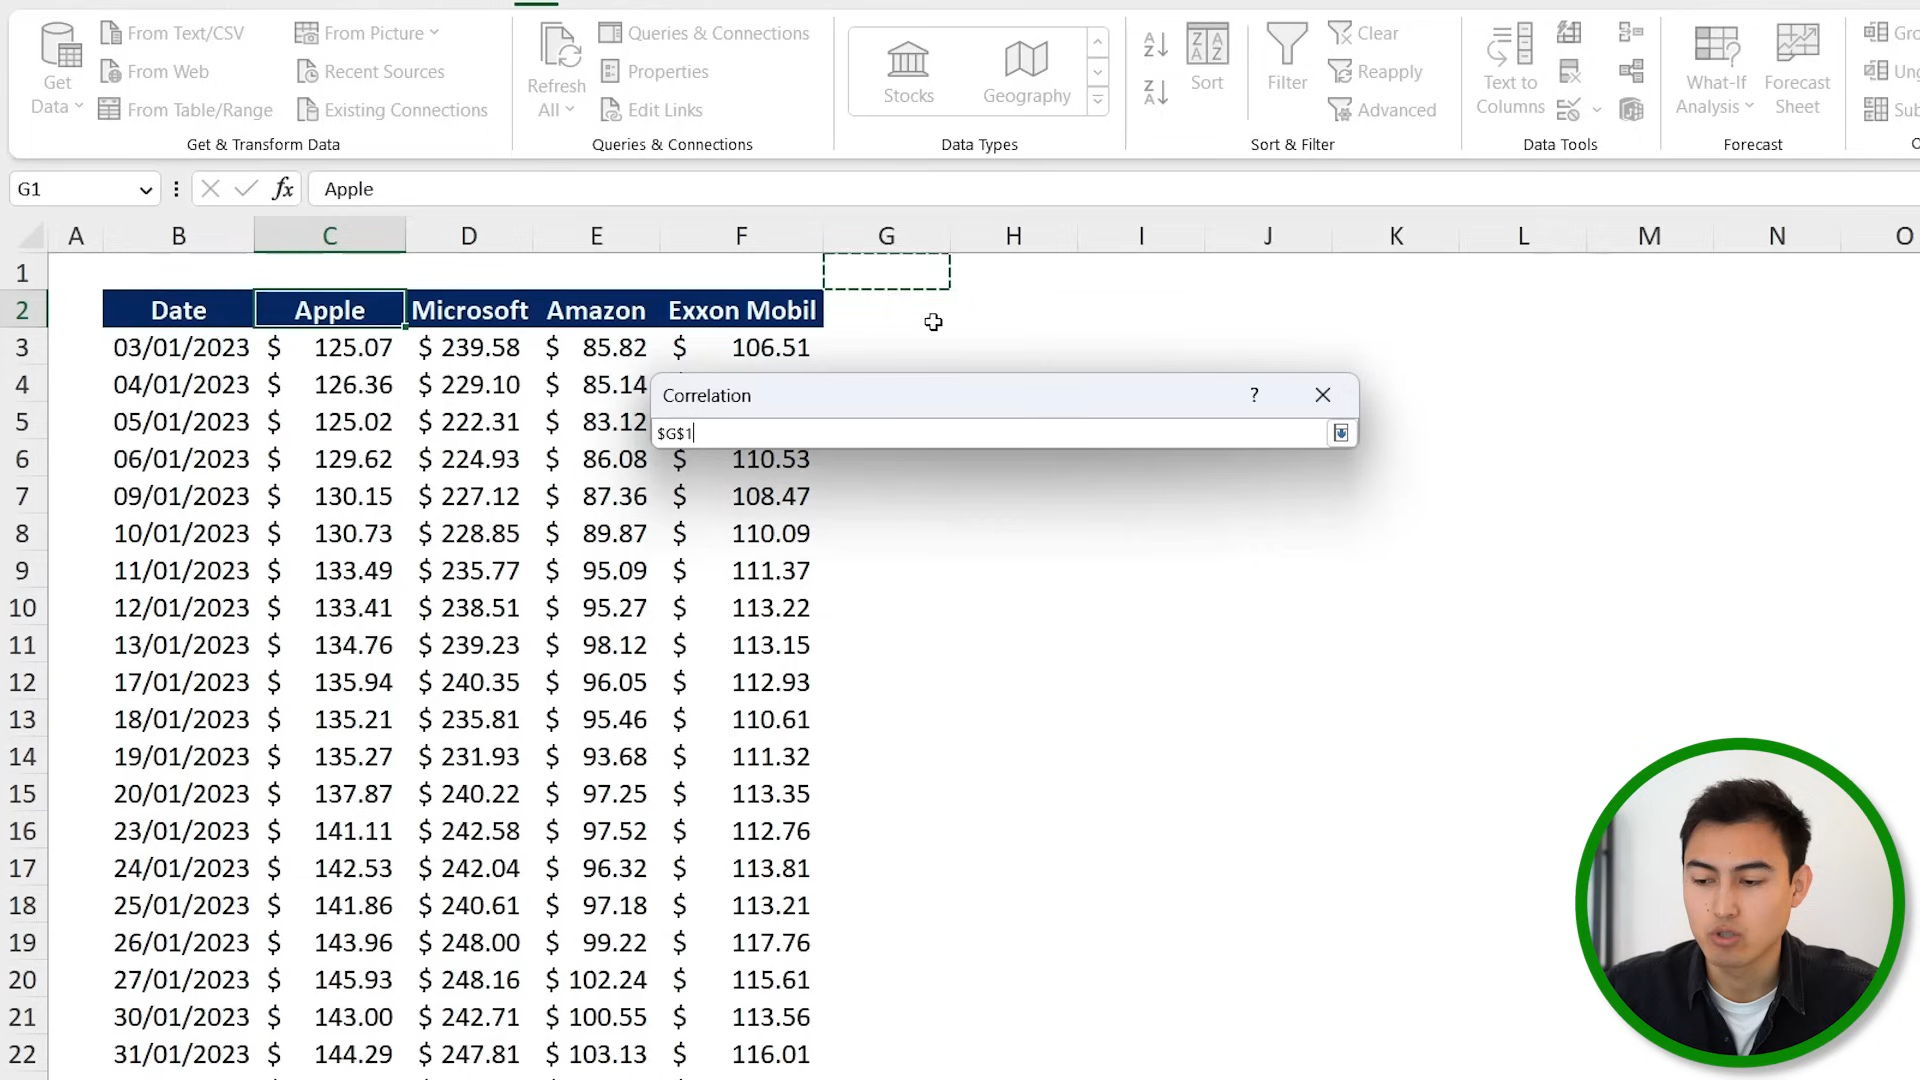 Get Data
From Text/CSV
From Web
From Table/Range
From Picture
Recent Sources
Existing Connections
Get & Transform Data
Refresh All
Queries & Connections
Properties
Edit Links
Queries & Connections
Stocks
Geography
Data Types
Sort
Filter
Clear
Reapply
Advanced
Sort & Filter
Text to Columns
Data Tools
What-If Analysis
Forecast Sheet
Forecast
G1 fx Apple
A B C D E F G H I J K L M N O
1
2 Date Apple Microsoft Amazon Exxon Mobil
3 03/01/2023 $ 125.07 $ 239.58 $ 85.82 $ 106.51
4 04/01/2023 $ 126.36 $ 229.10 $ 85.14
Correlation ?
5 05/01/2023 $ 125.02 $ 222.31 $ 83.12
$G$1
6 06/01/2023 $ 129.62 $ 224.93 $ 86.08 $ 110.53
7 09/01/2023 $ 130.15 $ 227.12 $ 87.36 $ 108.47
8 10/01/2023 $ 130.73 $ 228.85 $ 89.87 $ 110.09
9 11/01/2023 $ 133.49 $ 235.77 $ 95.09 $ 111.37
10 12/01/2023 $ 133.41 $ 238.51 $ 95.27 $ 113.22
11 13/01/2023 $ 134.76 $ 239.23 $ 98.12 $ 113.15
12 17/01/2023 $ 135.94 $ 240.35 $ 96.05 $ 112.93
13 18/01/2023 $ 135.21 $ 235.81 $ 95.46 $ 110.61
14 19/01/2023 $ 135.27 $ 231.93 $ 93.68 $ 111.32
15 20/01/2023 $ 137.87 $ 240.22 $ 97.25 $ 113.35
16 23/01/2023 $ 141.11 $ 242.58 $ 97.52 $ 112.76
17 24/01/2023 $ 142.53 $ 242.04 $ 96.32 $ 113.81
18 25/01/2023 $ 141.86 $ 240.61 $ 97.18 $ 113.21
19 26/01/2023 $ 143.96 $ 248.00 $ 99.22 $ 117.76
20 27/01/2023 $ 145.93 $ 248.16 $ 102.24 $ 115.61
21 30/01/2023 $ 143.00 $ 242.71 $ 100.55 $ 113.56
22 31/01/2023 $ 144.29 $ 247.81 $ 103.13 $ 116.01